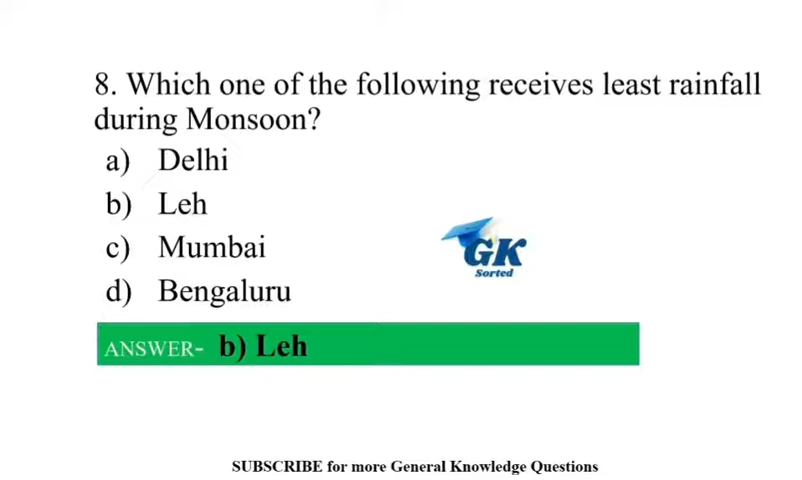 8. Which one of the following receives least rainfall
during Monsoon?
a) Delhi
b) Leh
c) Mumbai
d) Bengaluru
GK
Sorted
ANSWER- b) Leh
SUBSCRIBE for more General Knowledge Questions